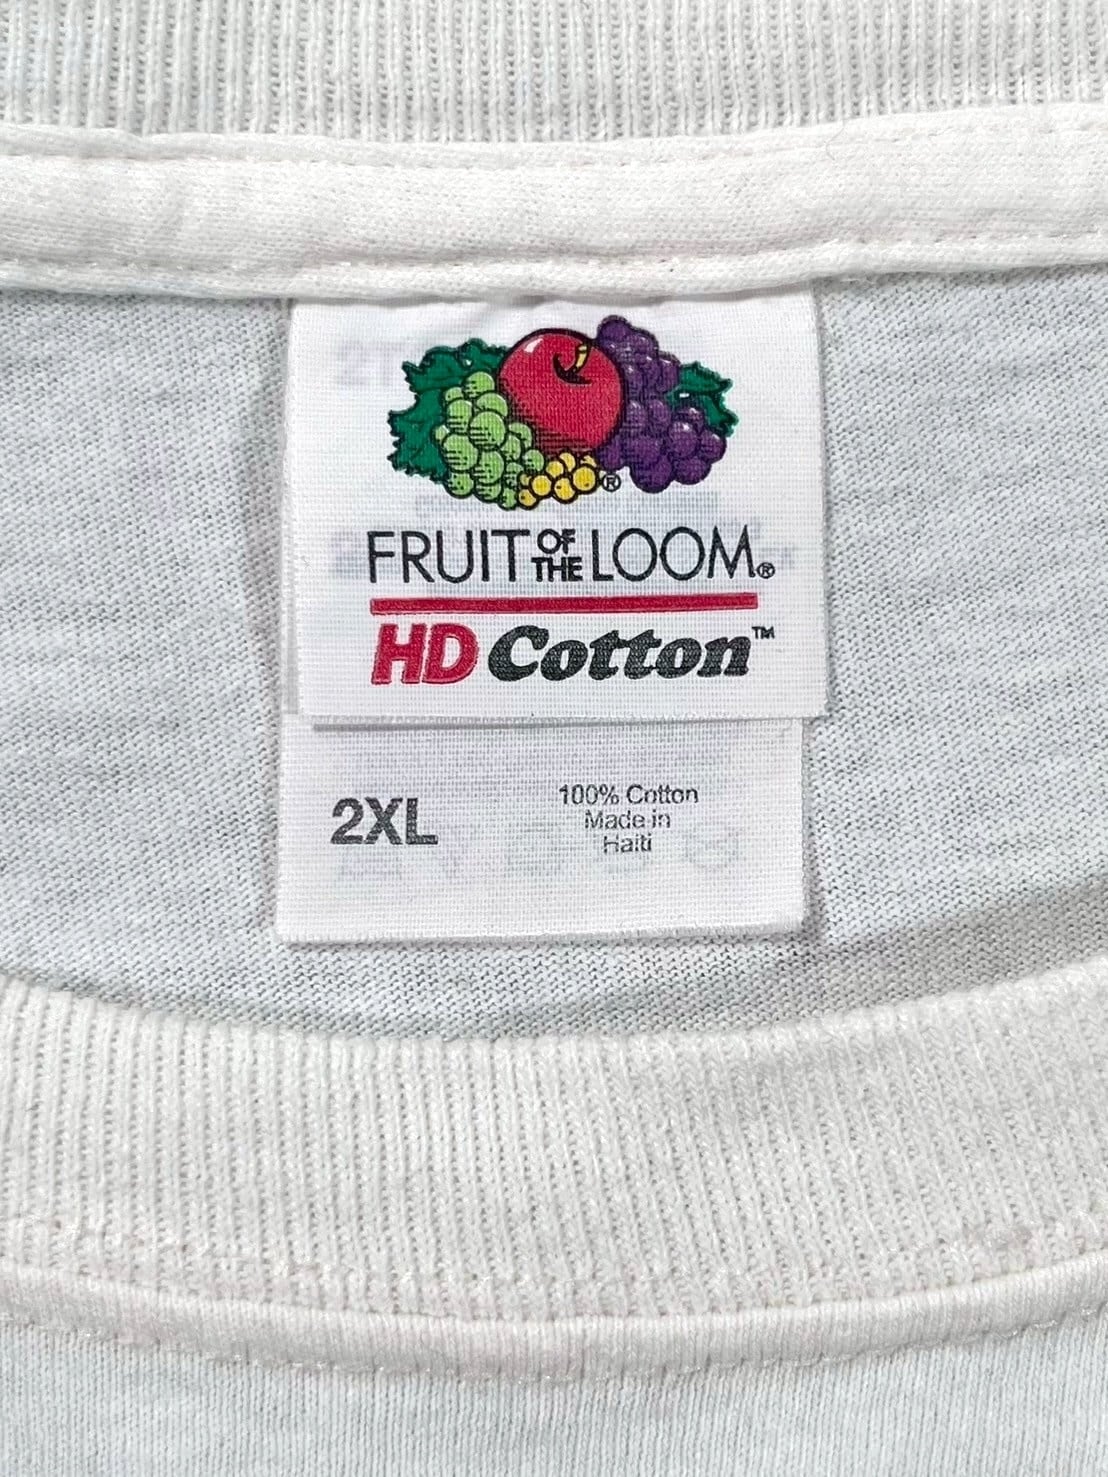 ®
FRUIT OF THE LOOM®
HD Cotton™
2XL
100% Cotton
Made in
Haiti